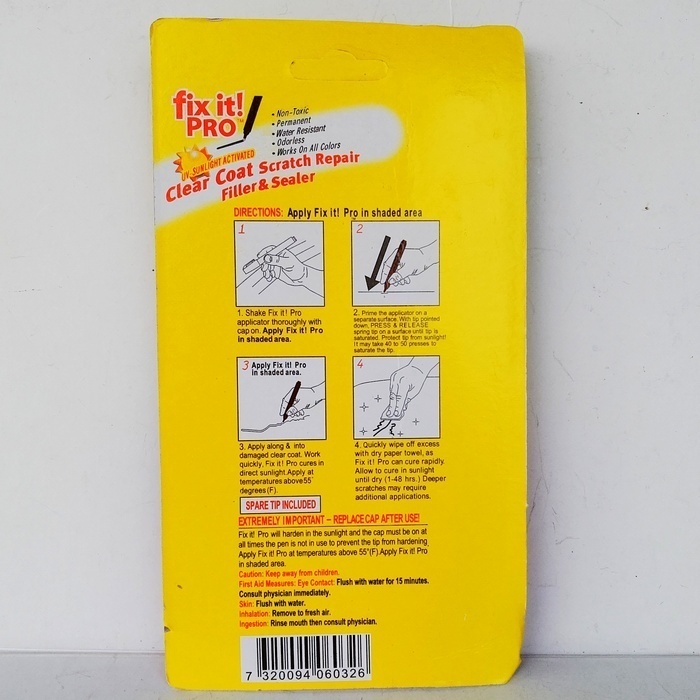 fix it!
PRO™
- Non-Toxic
- Permanent
- Water Resistant
- Odorless
- Works On All Colors
UV-SUNLIGHT ACTIVATED
Clear Coat Scratch Repair
Filler & Sealer
DIRECTIONS: Apply Fix it! Pro in shaded area
1
1. Shake Fix it! Pro
applicator thoroughly with
cap on. Apply Fix it! Pro
in shaded area.
2
2. Prime the applicator on a
separate surface. With tip pointed
down, PRESS & RELEASE
spring tip on a surface until tip is
saturated. Protect tip from sunlight!
It may take 40 to 50 presses to
saturate the tip.
3 Apply Fix it! Pro
in shaded area.
3. Apply along & into
damaged clear coat. Work
quickly, Fix it! Pro cures in
direct sunlight. Apply at
temperatures above 55°
degrees (F).
4
4. Quickly wipe off excess
with dry paper towel, as
Fix it! Pro can cure rapidly.
Allow to cure in sunlight
until dry (1-48 hrs.) Deeper
scratches may require
additional applications.
SPARE TIP INCLUDED
EXTREMELY IMPORTANT – REPLACE CAP AFTER USE!
Fix it! Pro will harden in the sunlight and the cap must be on at
all times the pen is not in use to prevent the tip from hardening
Apply Fix it! Pro at temperatures above 55°(F). Apply Fix it! Pro
in shaded area.
Caution: Keep away from children.
First Aid Measures: Eye Contact: Flush with water for 15 minutes.
Consult physician immediately.
Skin: Flush with water.
Inhalation: Remove to fresh air.
Ingestion: Rinse mouth then consult physician.
7 320094 060326